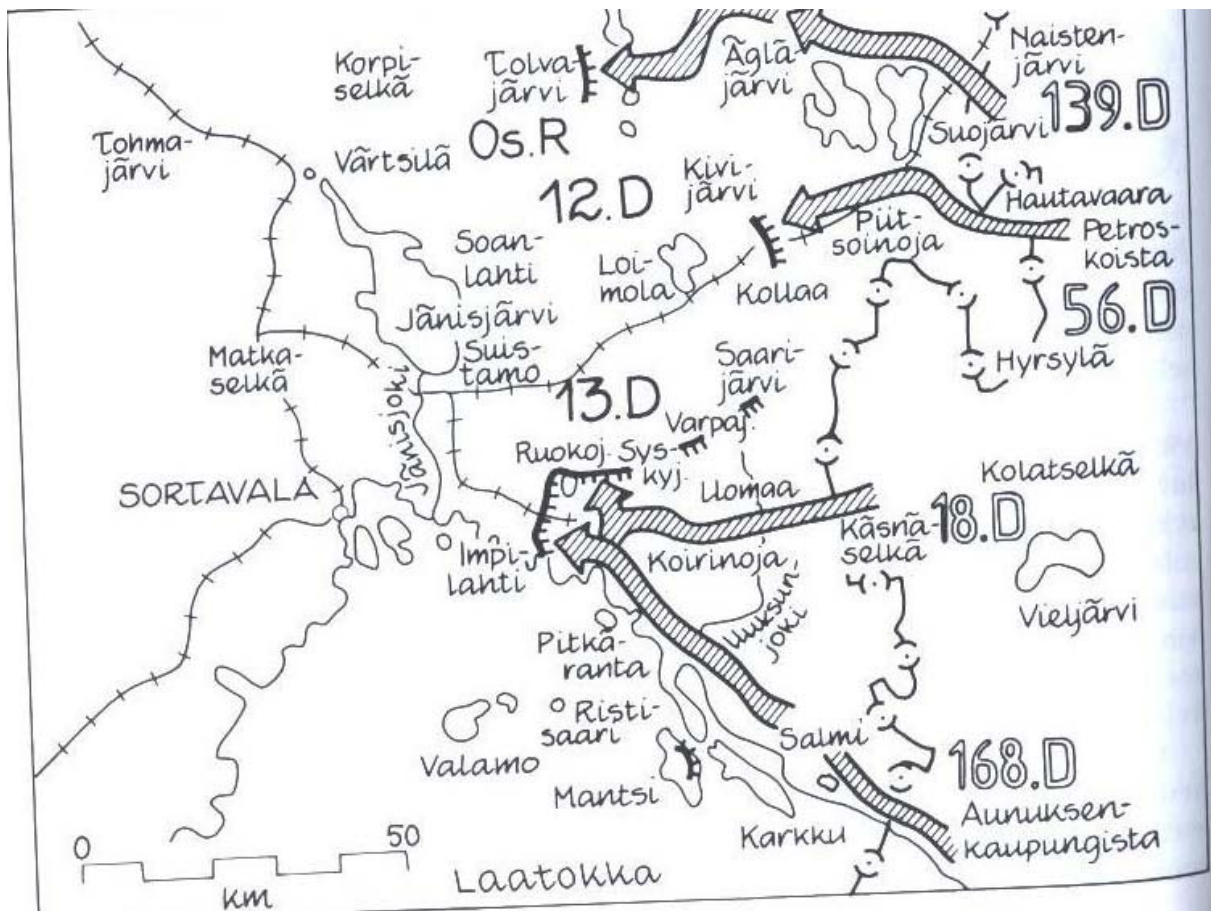 Naisten-
järvi
Korpi-
selkä
Tolva-
järvi
Äglä-
järvi
139.D
Suojärvi
Tohma-
järvi
Värtsilä
Os.R
Kivi-
järvi
12.D
Hautavaara
Piit-
soinoja
Petros-
koista
Soan-
lahti
Loi-
mola
Kollaa
56.D
Jänisjärvi
Suis-
tamo
Matka-
selkä
Saari-
järvi
Hyrsylä
Jänisjoki
13.D
Varpaj.
Ruokoj.
Sys-
kyj.
SORTAVALA
Uomaa
Kolatselkä
Käsnä-
selkä
18.D
Impi-
lahti
Koirinoja
Uuksun-
joki
Vieljärvi
Pitkä-
ranta
Risti-
saari
Valamo
Salmi
Mantsi
168.D
Karkku
Aunuksen-
kaupungista
0 50
km
LAATOKKA